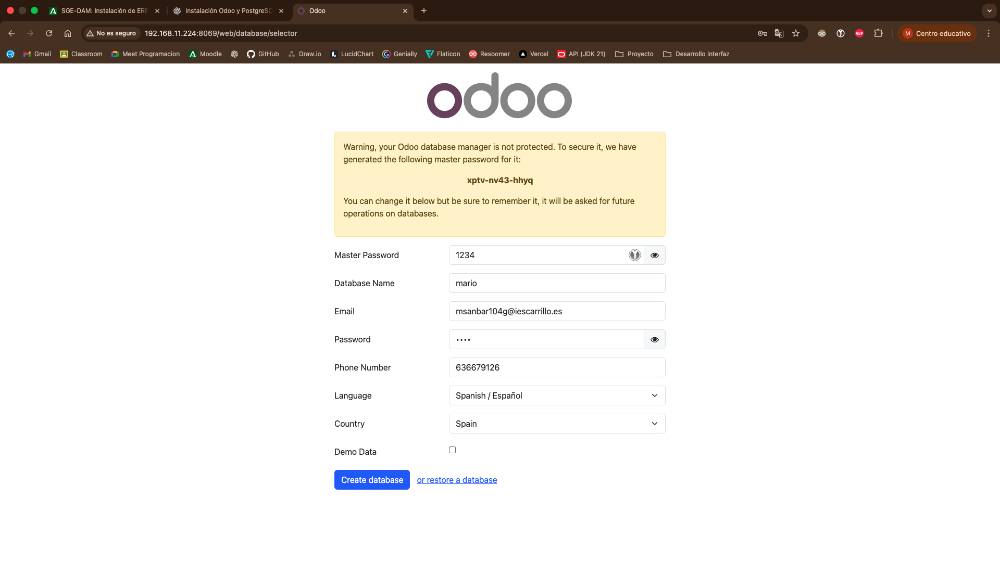 SGE-DAM: Instalación de ERP
Instalación Odoo y PostgreSQ
Odoo
No es seguro
192.168.11.224:8069/web/database/selector
ABP
M
Centro educativo
Gmail
Classroom
Meet Programacion
Moodle
GitHub
Draw.io
LucidChart
Genially
Flaticon
Resoomer
Vercel
API (JDK 21)
Proyecto
Desarrollo Interfaz
odoo
Warning, your Odoo database manager is not protected. To secure it, we have
generated the following master password for it:
xptv-nv43-hhyq
You can change it below but be sure to remember it, it will be asked for future
operations on databases.
Master Password
1234
Database Name
mario
Email
msanbar104g@iescarrillo.es
Password
••••
Phone Number
636679126
Language
Spanish / Español
Country
Spain
Demo Data
Create database
or restore a database